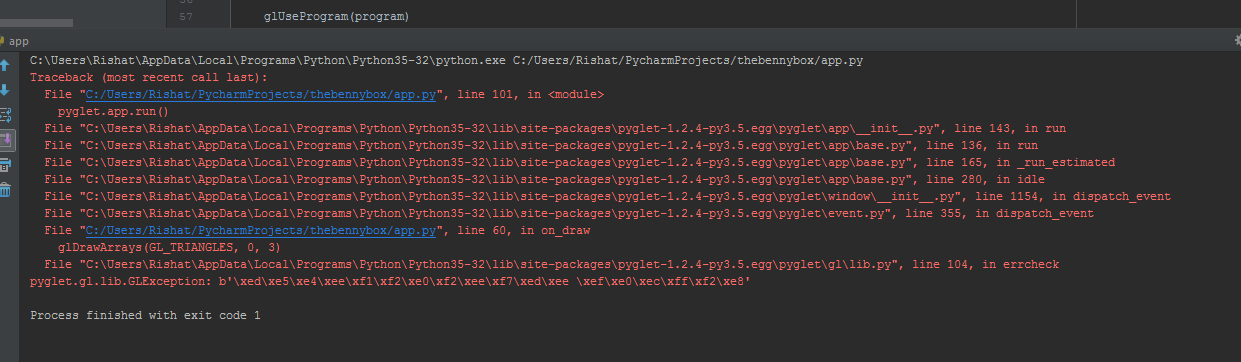 57 glUseProgram(program)
app
C:\Users\Rishat\AppData\Local\Programs\Python\Python35-32\python.exe C:/Users/Rishat/PycharmProjects/thebennybox/app.py
Traceback (most recent call last):
File "C:/Users/Rishat/PycharmProjects/thebennybox/app.py", line 101, in <module>
pyglet.app.run()
File "C:\Users\Rishat\AppData\Local\Programs\Python\Python35-32\lib\site-packages\pyglet-1.2.4-py3.5.egg\pyglet\app\__init__.py", line 143, in run
File "C:\Users\Rishat\AppData\Local\Programs\Python\Python35-32\lib\site-packages\pyglet-1.2.4-py3.5.egg\pyglet\app\base.py", line 136, in run
File "C:\Users\Rishat\AppData\Local\Programs\Python\Python35-32\lib\site-packages\pyglet-1.2.4-py3.5.egg\pyglet\app\base.py", line 165, in _run_estimated
File "C:\Users\Rishat\AppData\Local\Programs\Python\Python35-32\lib\site-packages\pyglet-1.2.4-py3.5.egg\pyglet\app\base.py", line 280, in idle
File "C:\Users\Rishat\AppData\Local\Programs\Python\Python35-32\lib\site-packages\pyglet-1.2.4-py3.5.egg\pyglet\window\__init__.py", line 1154, in dispatch_event
File "C:\Users\Rishat\AppData\Local\Programs\Python\Python35-32\lib\site-packages\pyglet-1.2.4-py3.5.egg\pyglet\event.py", line 355, in dispatch_event
File "C:/Users/Rishat/PycharmProjects/thebennybox/app.py", line 60, in on_draw
glDrawArrays(GL_TRIANGLES, 0, 3)
File "C:\Users\Rishat\AppData\Local\Programs\Python\Python35-32\lib\site-packages\pyglet-1.2.4-py3.5.egg\pyglet\gl\lib.py", line 104, in errcheck
pyglet.gl.lib.GLException: b'\xed\xe5\xe4\xee\xf1\xf2\xe0\xf2\xee\xf7\xed\xee \xef\xe0\xec\xff\xf2\xe8'
Process finished with exit code 1